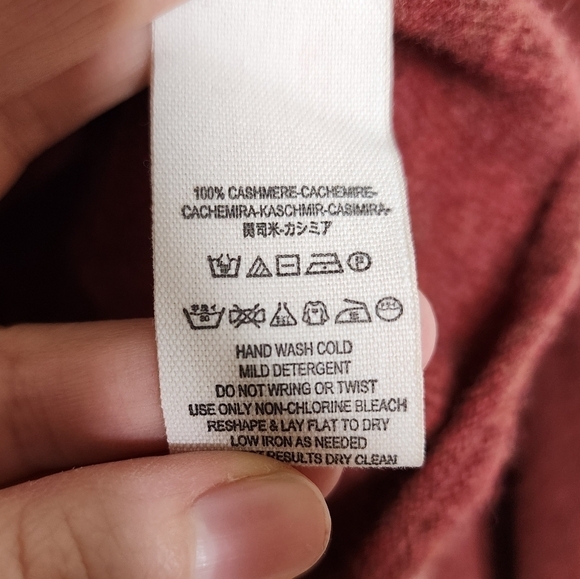 100% CASHMERE-CACHEMIRE-
CACHEMIRA-KASCHMIR-CASIMIRA-
開司米-カシミア
HAND WASH COLD
MILD DETERGENT
DO NOT WRING OR TWIST
USE ONLY NON-CHLORINE BLEACH
RESHAPE & LAY FLAT TO DRY
LOW IRON AS NEEDED
RESULTS DRY CLEAN